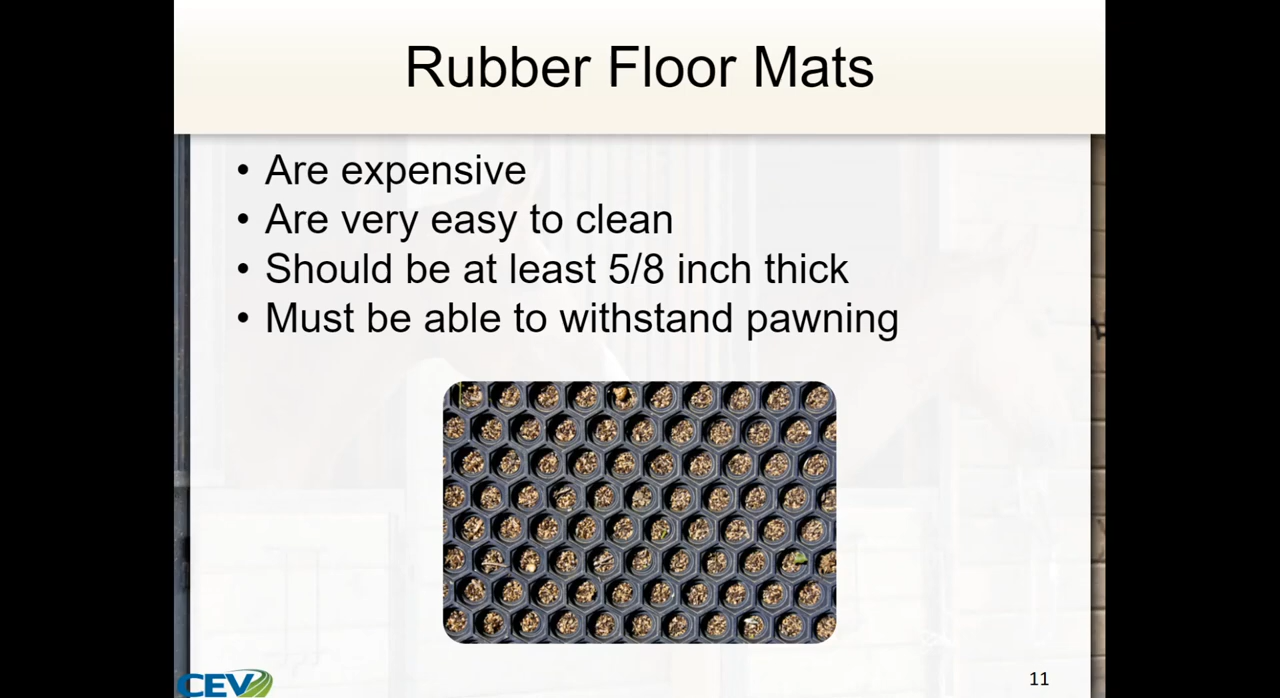 Rubber Floor Mats
• Are expensive
• Are very easy to clean
• Should be at least 5/8 inch thick
• Must be able to withstand pawning
CEV
11